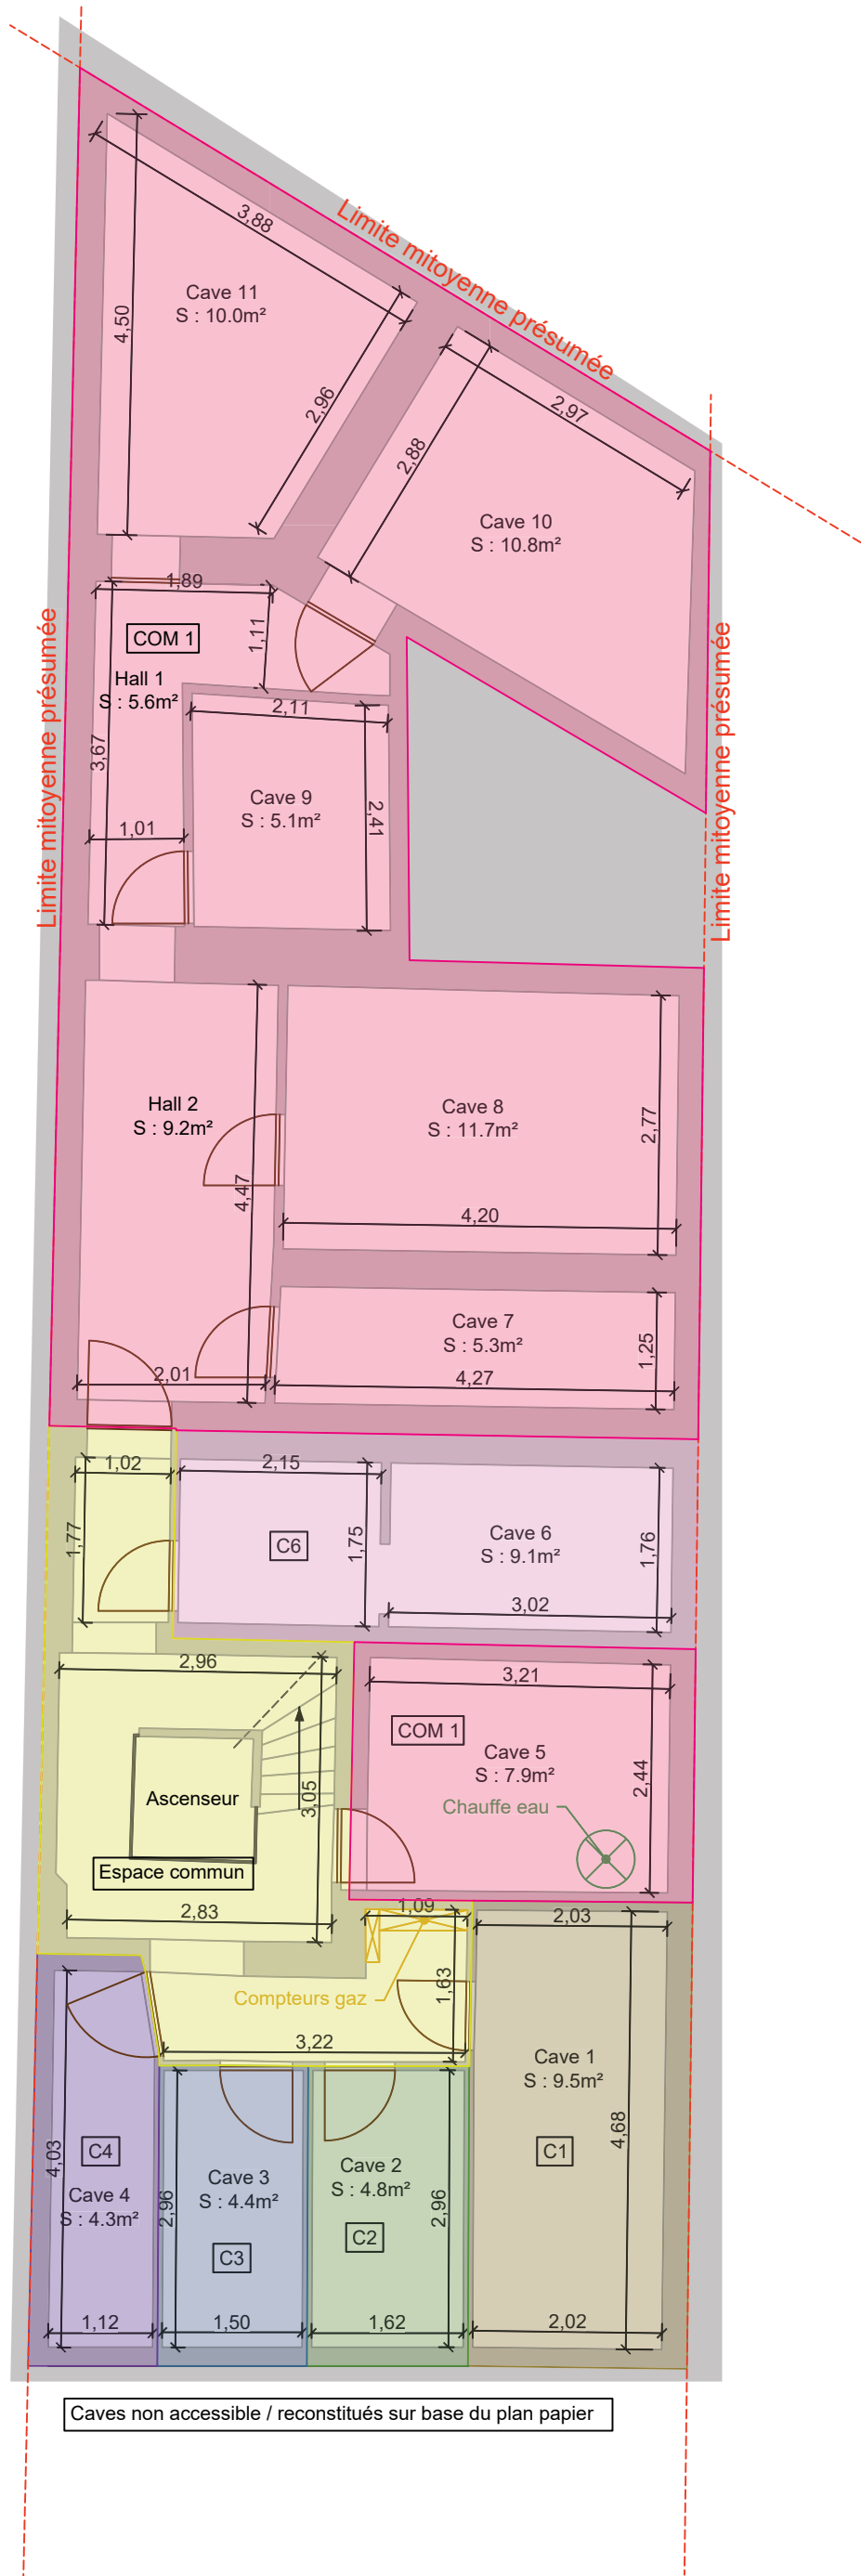 Limite mitoyenne présumée
3,88
Cave 11
S : 10.0m²
4,50
2,96
2,97
2,88
Cave 10
S : 10.8m²
1,89
COM 1
1,11
Hall 1
S : 5.6m²
Limite mitoyenne présumée
Limite mitoyenne présumée
2,11
3,67
Cave 9
S : 5.1m²
2,41
1,01
Hall 2
S : 9.2m²
Cave 8
S : 11.7m²
2,77
4,47
4,20
Cave 7
S : 5.3m²
1,25
2,01
4,27
1,02
2,15
1,77
C6
1,75
Cave 6
S : 9.1m²
1,76
3,02
2,96
3,21
COM 1
Cave 5
S : 7.9m²
2,44
Ascenseur
3,05
Chauffe eau
Espace commun
2,83
1,09
2,03
1,63
Compteurs gaz
3,22
Cave 1
S : 9.5m²
4,68
C1
4,03
C4
Cave 4
S : 4.3m²
2,96
Cave 3
S : 4.4m²
C3
Cave 2
S : 4.8m²
2,96
C2
1,12
1,50
1,62
2,02
Caves non accessible / reconstitués sur base du plan papier